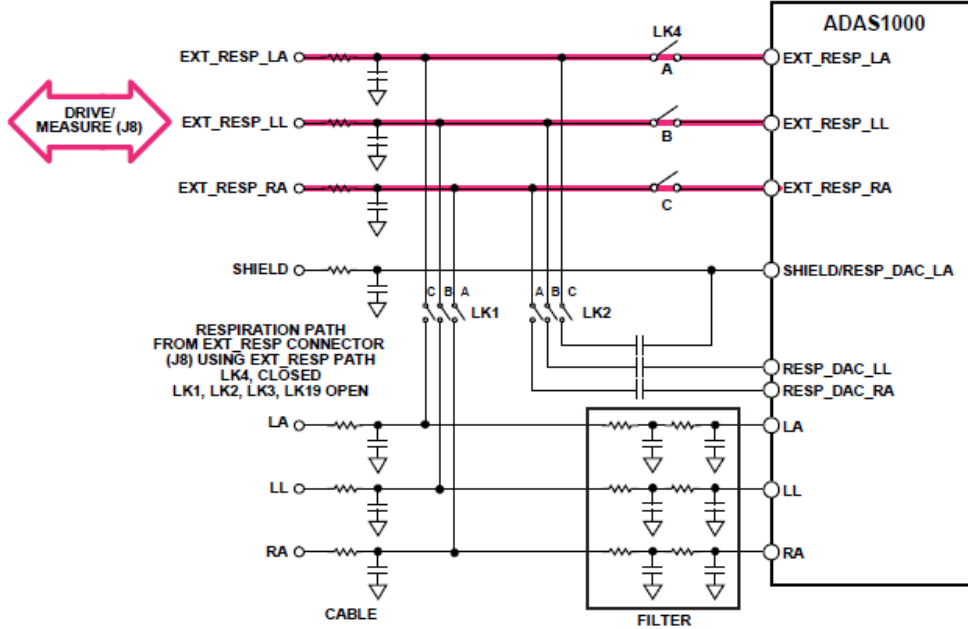 ADAS1000
LK4
EXT_RESP_LA
A
EXT_RESP_LA
DRIVE/
MEASURE (J8)
EXT_RESP_LL
B
EXT_RESP_LL
EXT_RESP_RA
C
EXT_RESP_RA
SHIELD
SHIELD/RESP_DAC_LA
C B A
LK1
A B C
LK2
RESPIRATION PATH
FROM EXT_RESP CONNECTOR
(J8) USING EXT_RESP PATH
LK4, CLOSED
LK1, LK2, LK3, LK19 OPEN
RESP_DAC_LL
RESP_DAC_RA
LA
LA
LL
LL
RA
RA
CABLE
FILTER